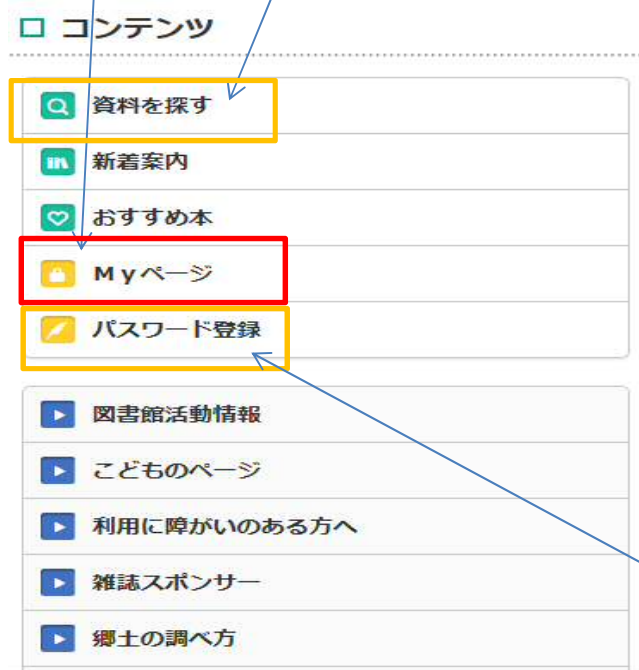 コンテンツ
資料を探す
新着案内
おすすめ本
Ｍｙページ
パスワード登録
図書館活動情報
こどものページ
利用に障がいのある方へ
雑誌スポンサー
郷土の調べ方